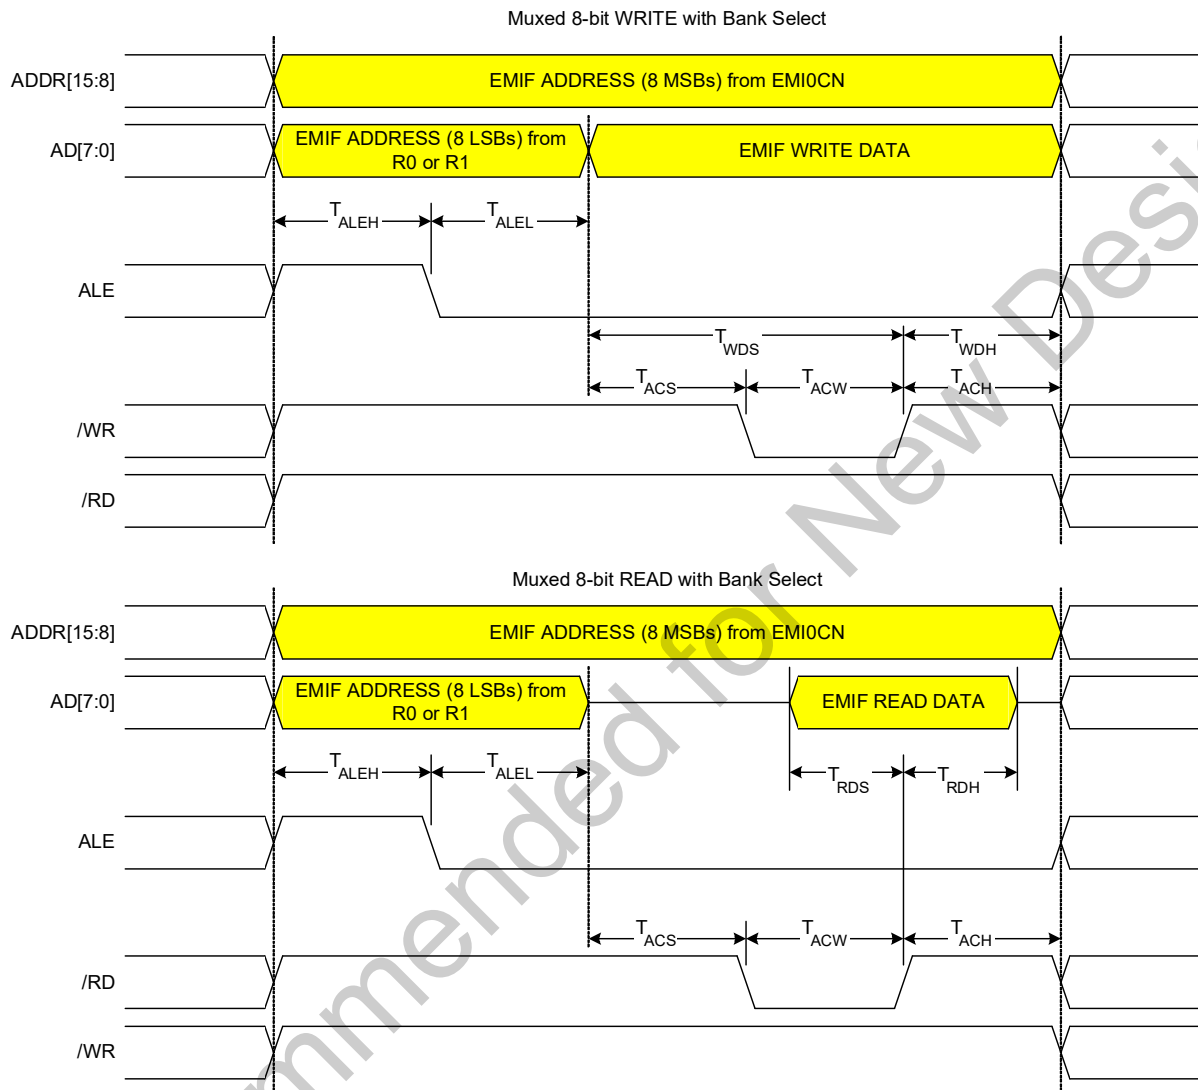 Muxed 8-bit WRITE with Bank Select
ADDR[15:8]
EMIF ADDRESS (8 MSBs) from EMI0CN
AD[7:0]
EMIF ADDRESS (8 LSBs) from
R0 or R1
EMIF WRITE DATA
TALEH
TALEL
ALE
TWDS
TWDH
TACS
TACW
TACH
/WR
/RD
Muxed 8-bit READ with Bank Select
ADDR[15:8]
EMIF ADDRESS (8 MSBs) from EMI0CN
AD[7:0]
EMIF ADDRESS (8 LSBs) from
R0 or R1
EMIF READ DATA
TALEH
TALEL
TRDS
TRDH
ALE
TACS
TACW
TACH
/RD
/WR
mmended for New Desi